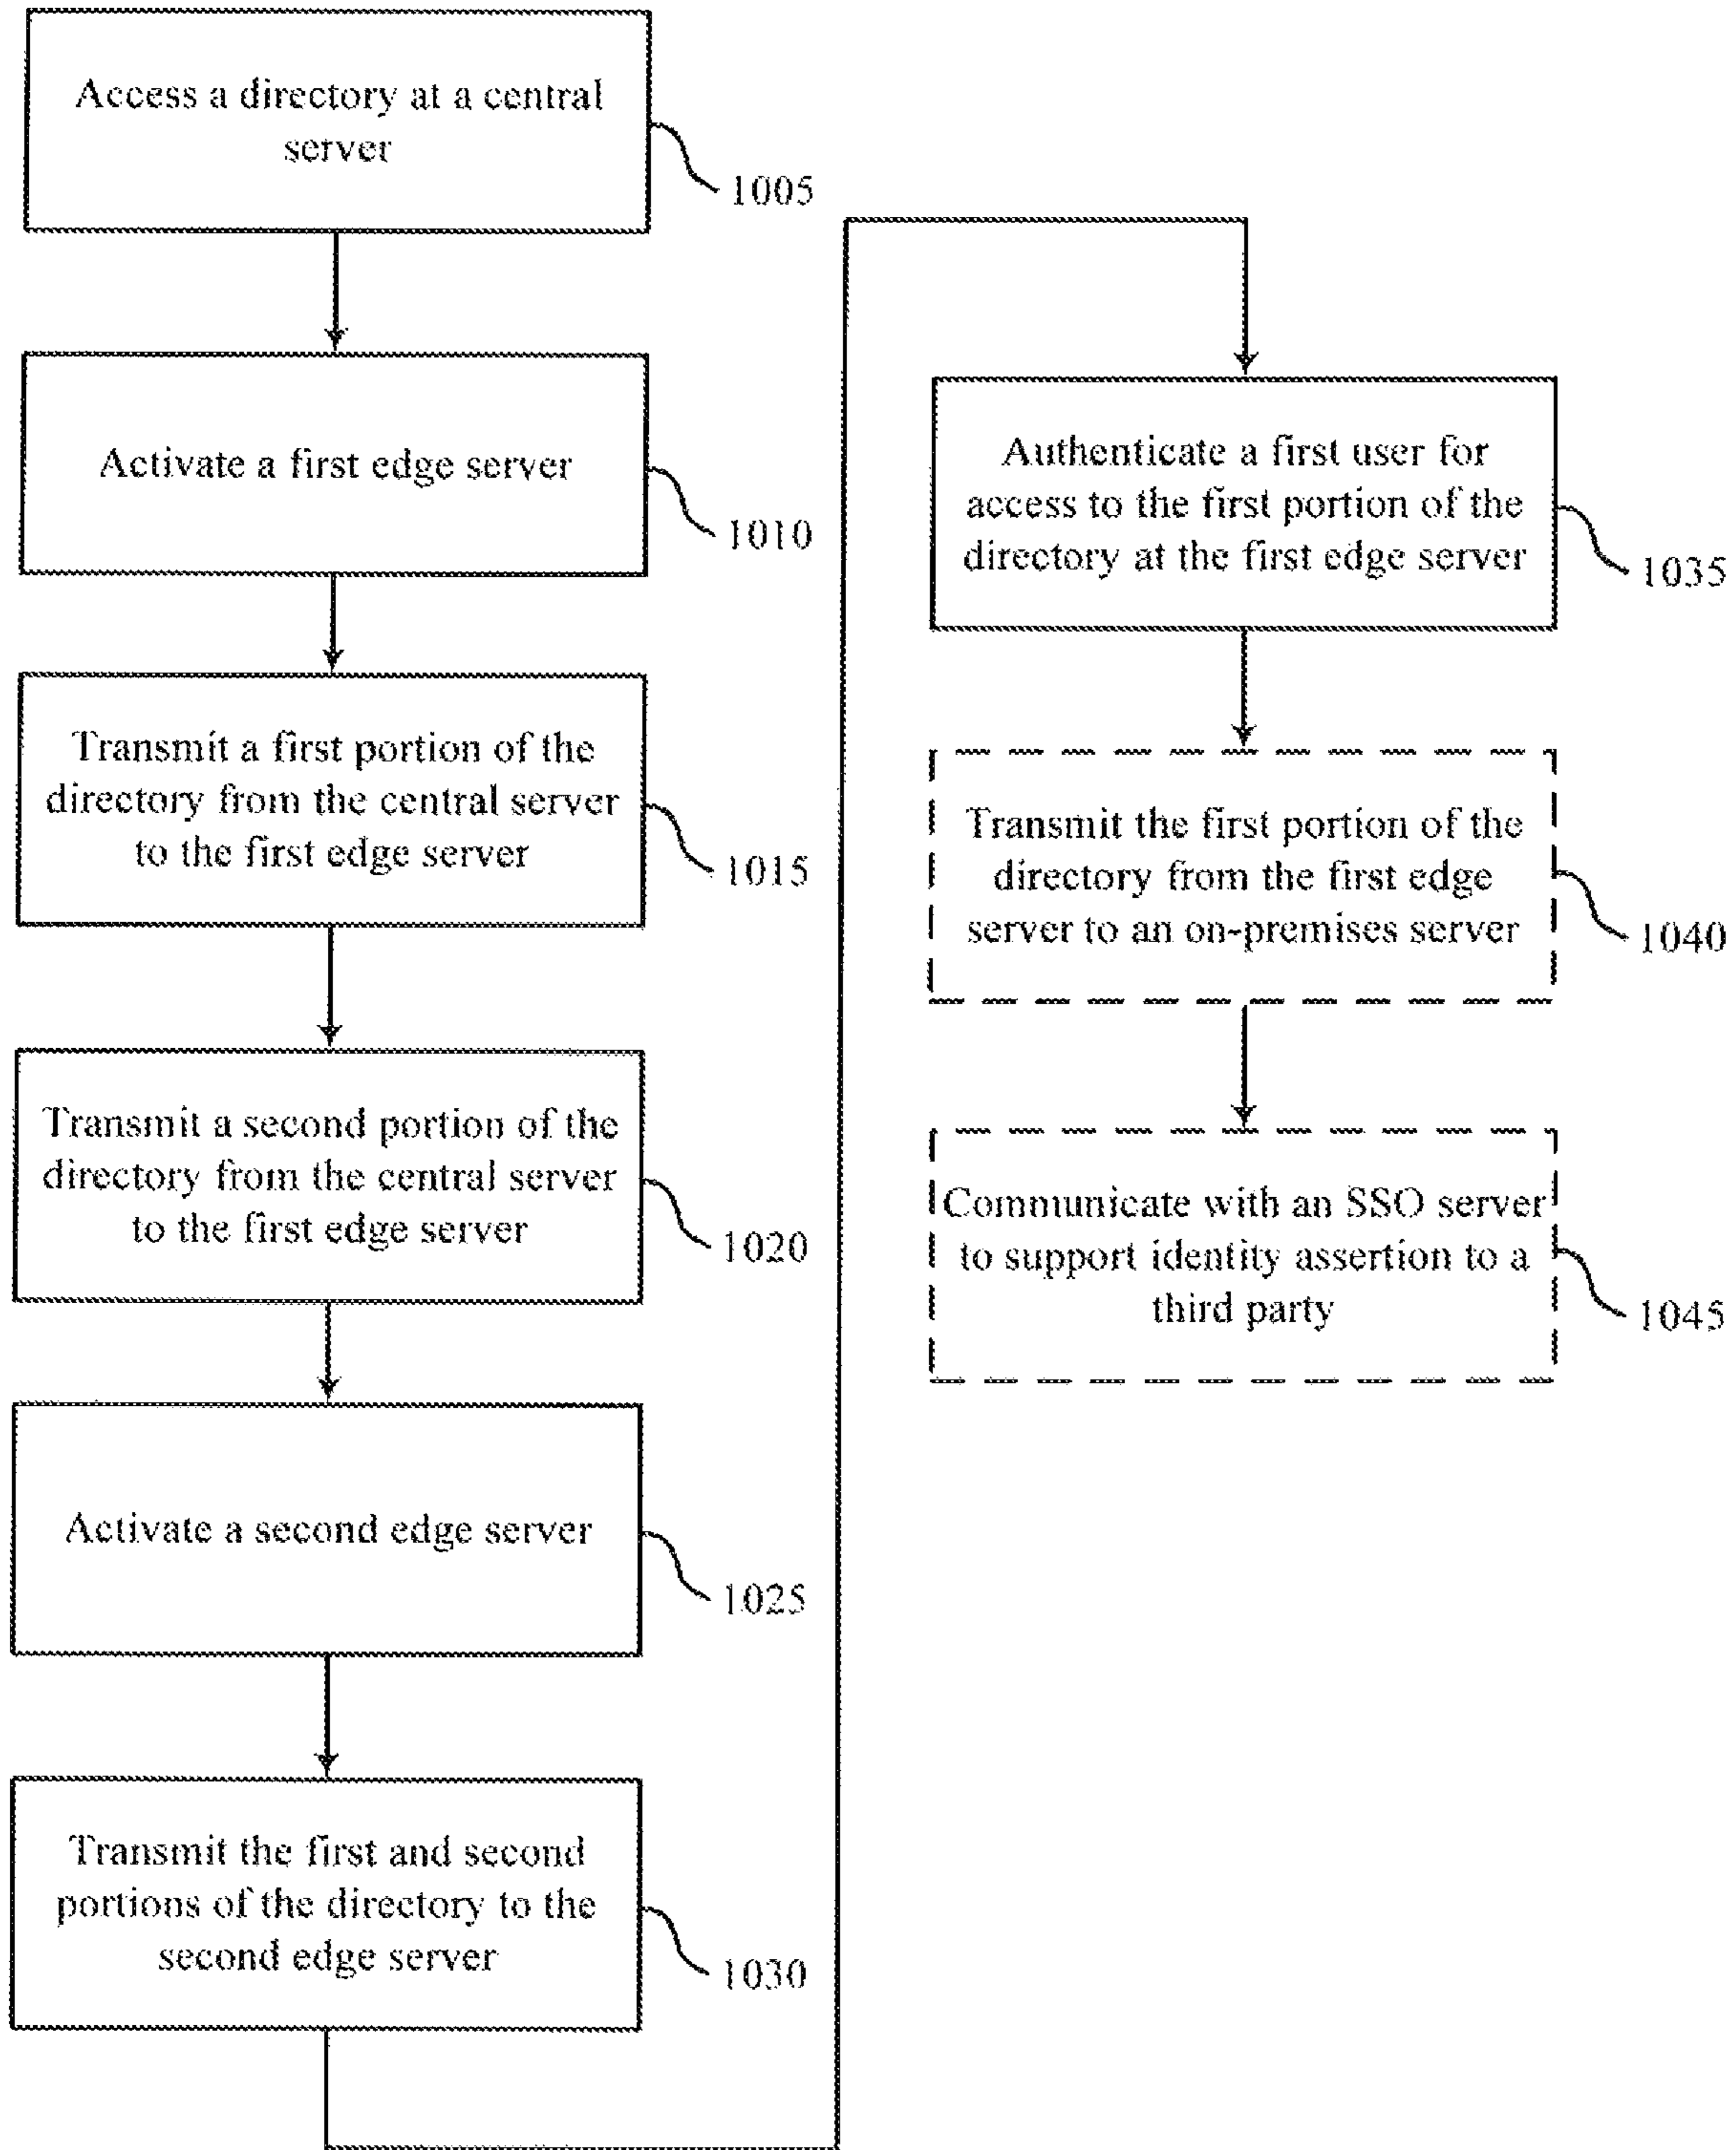 Access a directory at a central
server
1005
Activate a first edge server
1010
Transmit a first portion of the
directory from the central server
to the first edge server
1015
Transmit a second portion of the
directory from the central server
to the first edge server
1020
Activate a second edge server
1025
Transmit the first and second
portions of the directory to the
second edge server
1030
Authenticate a first user for
access to the first portion of the
directory at the first edge server
1035
Transmit the first portion of the
directory from the first edge
server to an on-premises server
1040
Communicate with an SSO server
to support identity assertion to a
third party
1045